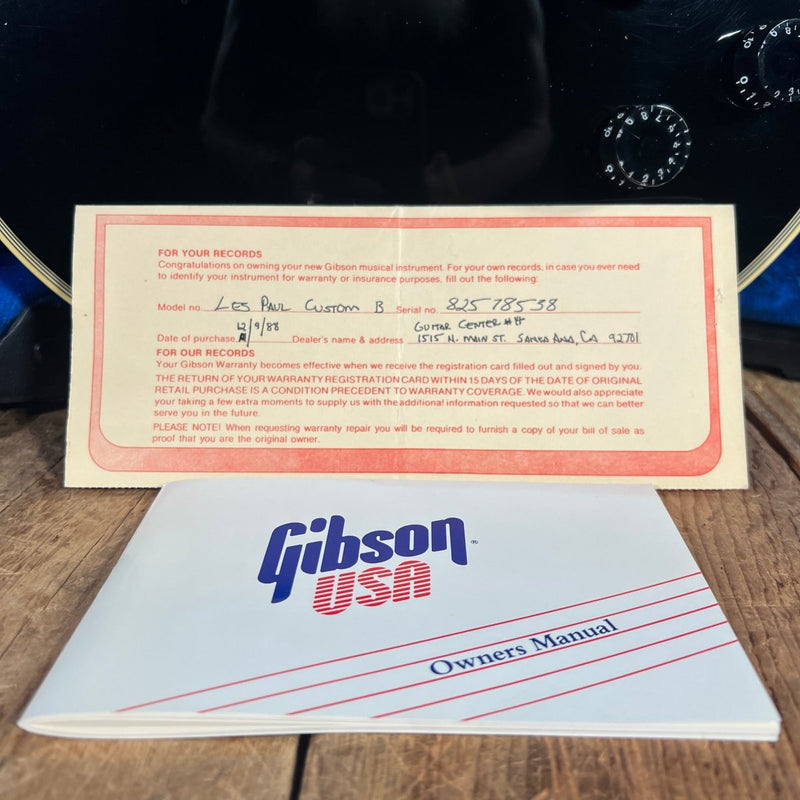 FOR YOUR RECORDS
Congratulations on owning your new Gibson musical instrument. For your own records, in case you ever need
to identify your instrument for warranty or insurance purposes, fill out the following:
Model no. LES PAUL CUSTOM B Serial no. 82578538
12/9/88 GUITAR CENTER #4
Date of purchase Dealer's name & address 1515 N. MAIN ST. SANTA ANA, CA 92701
FOR OUR RECORDS
Your Gibson Warranty becomes effective when we receive the registration card filled out and signed by you.
THE RETURN OF YOUR WARRANTY REGISTRATION CARD WITHIN 15 DAYS OF THE DATE OF ORIGINAL
RETAIL PURCHASE IS A CONDITION PRECEDENT TO WARRANTY COVERAGE. We would also appreciate
your taking a few extra moments to supply us with the additional information requested so that we can better
serve you in the future.
PLEASE NOTE! When requesting warranty repair you will be required to furnish a copy of your bill of sale as
proof that you are the original owner.
Gibson®
USA
Owners Manual